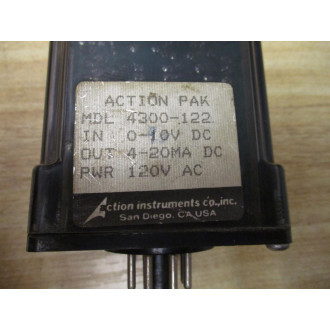 ACTION PAK
MDL 4300-122
IN 0-10V DC
OUT 4-20MA DC
PWR 120V AC
Action instruments co., inc.
San Diego, CA USA